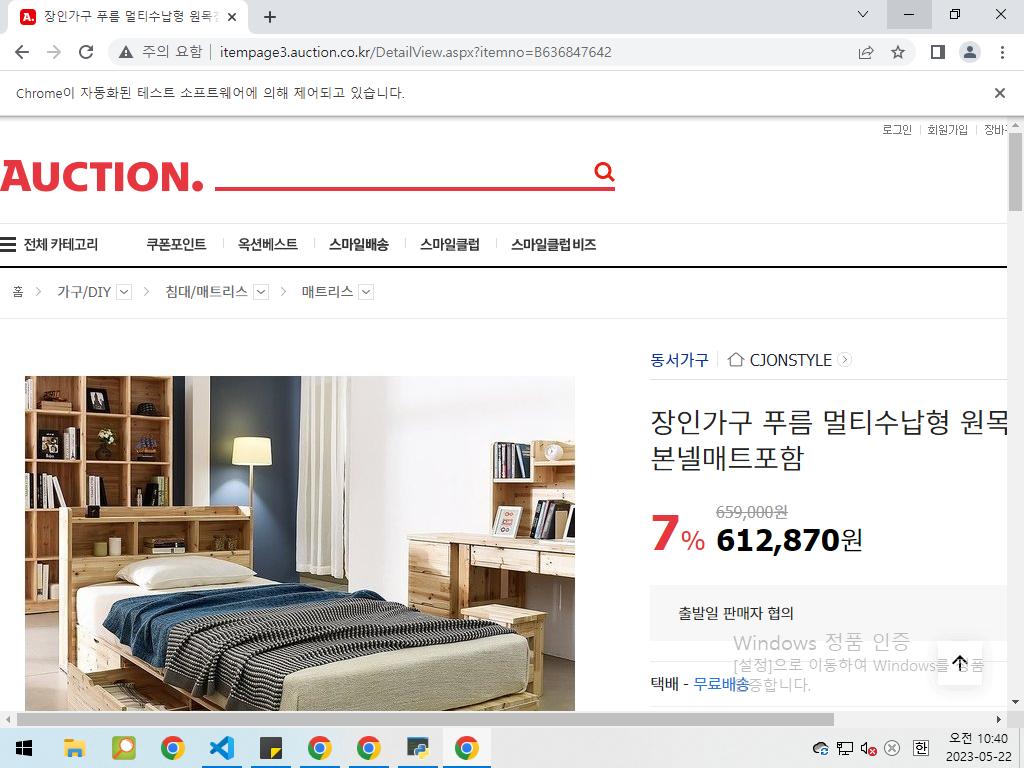 장인가구 푸름 멀티수납형 원목
주의 요함
itempage3.auction.co.kr/DetailView.aspx?itemno=B636847642
Chrome이 자동화된 테스트 소프트웨어에 의해 제어되고 있습니다.
로그인 회원가입 장바
AUCTION.
전체 카테고리 쿠폰포인트 옥션베스트 스마일배송 스마일클럽 스마일클럽 비즈
홈 가구/DIY 침대/매트리스 매트리스
동서가구 CJONSTYLE
장인가구 푸름 멀티수납형 원목
본넬매트포함
659,000원
7% 612,870원
출발일 판매자 협의
Windows 정품 인증
[설정]으로 이동하여 Windows를 정품
인증합니다.
택배 - 무료배송
한
오전 10:40
2023-05-22